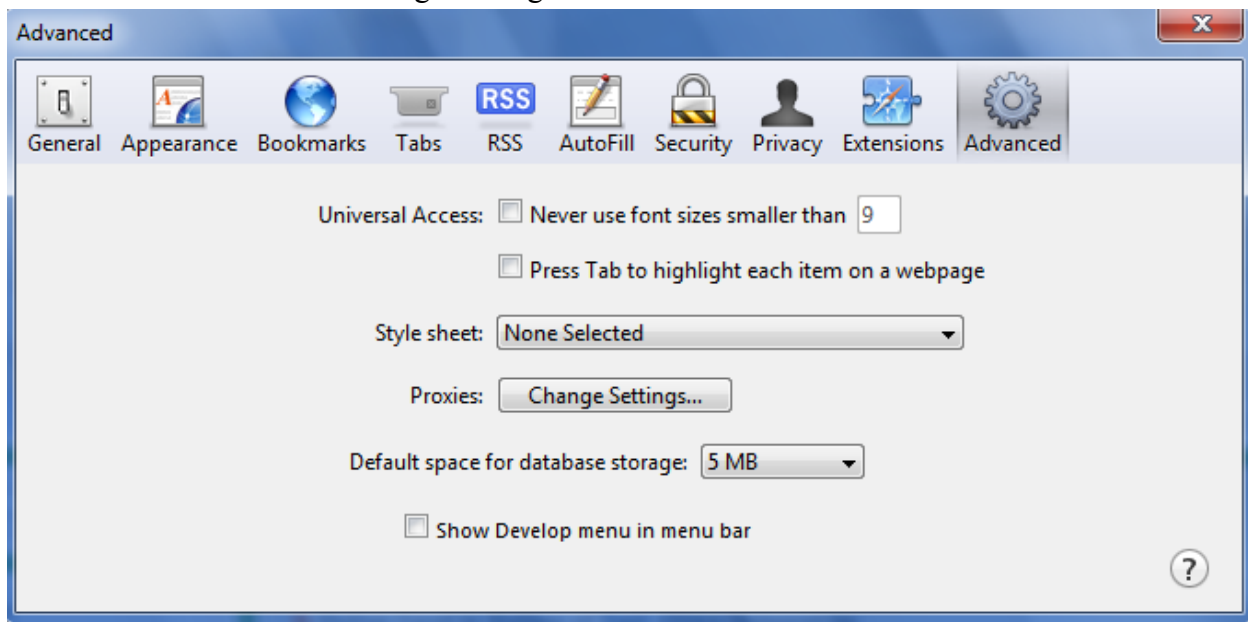 Advanced
x
RSS
General Appearance Bookmarks Tabs RSS AutoFill Security Privacy Extensions Advanced
Universal Access: Never use font sizes smaller than 9
Press Tab to highlight each item on a webpage
Style sheet: None Selected
Proxies: Change Settings...
Default space for database storage: 5 MB
Show Develop menu in menu bar
?